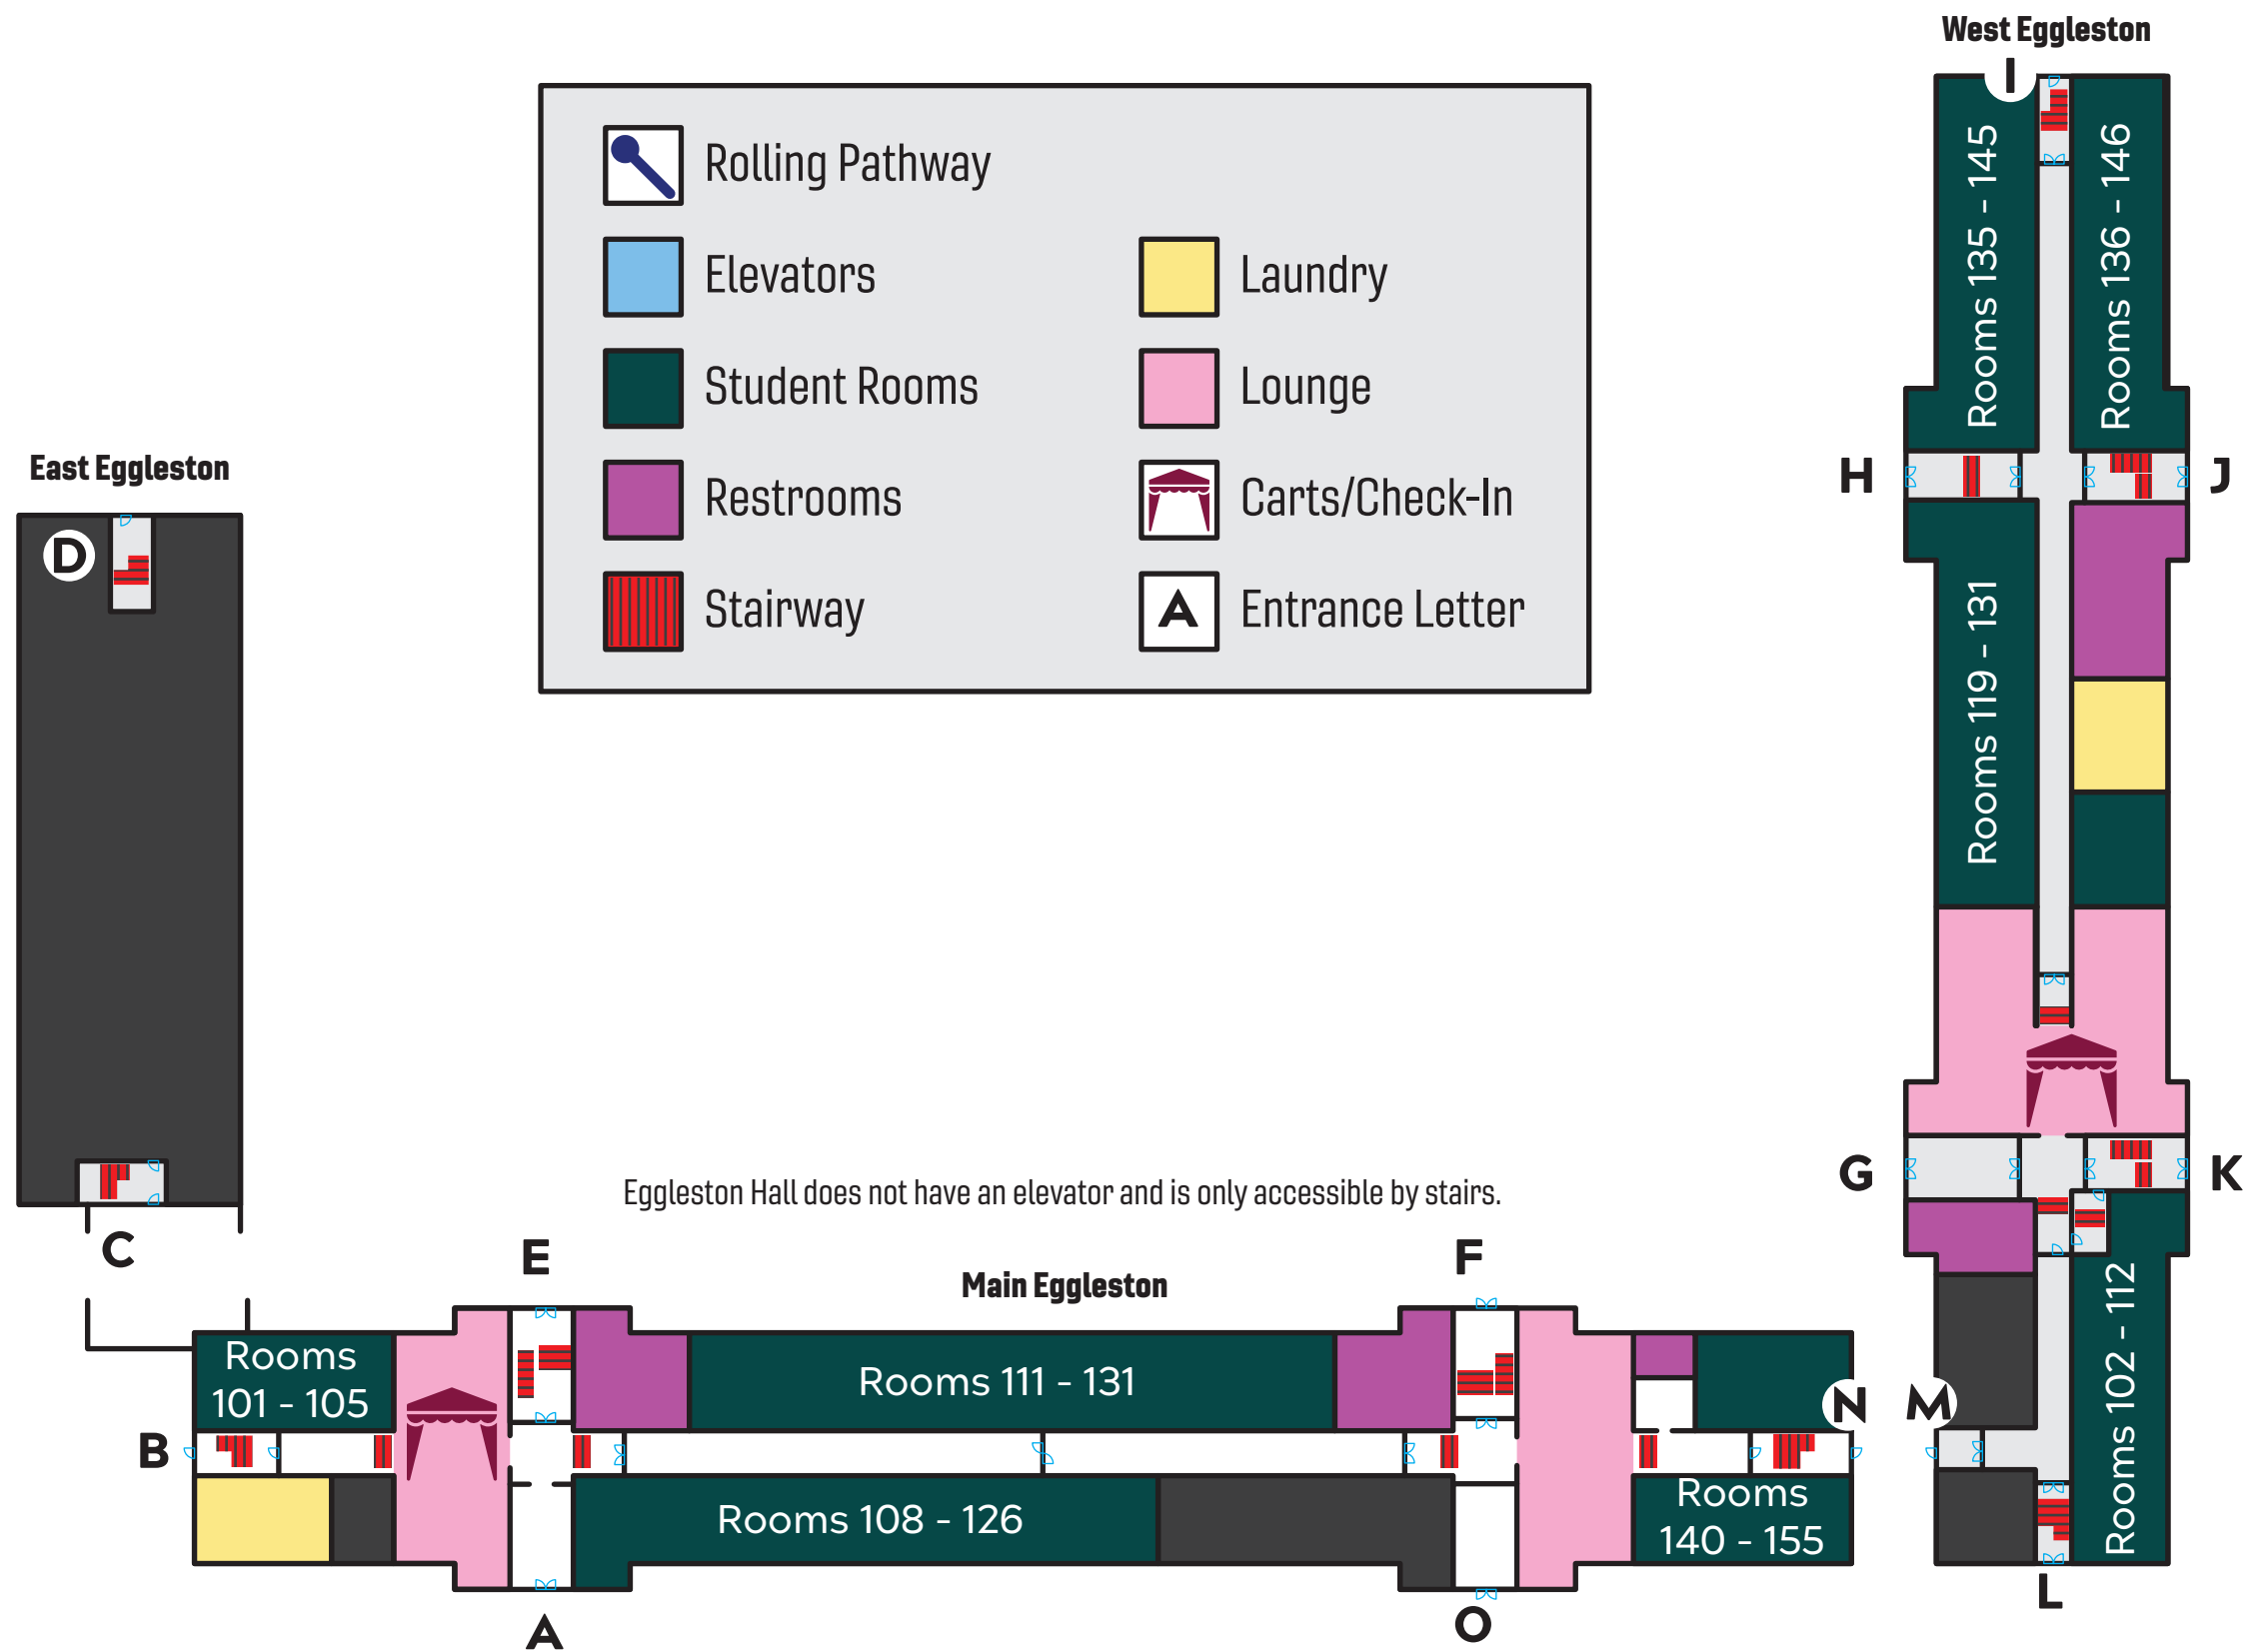 West Eggleston
I
Rooms 135 - 145
Rooms 136 - 146
Rolling Pathway
Elevators
Laundry
Student Rooms
Lounge
Restrooms
Carts/Check-In
Stairway
A
Entrance Letter
East Eggleston
D
H
J
Rooms 119 - 131
G
K
C
Eggleston Hall does not have an elevator and is only accessible by stairs.
E
F
Main Eggleston
Rooms
101 - 105
Rooms 111 - 131
N
M
Rooms 102 - 112
B
Rooms 108 - 126
Rooms
140 - 155
L
A
O